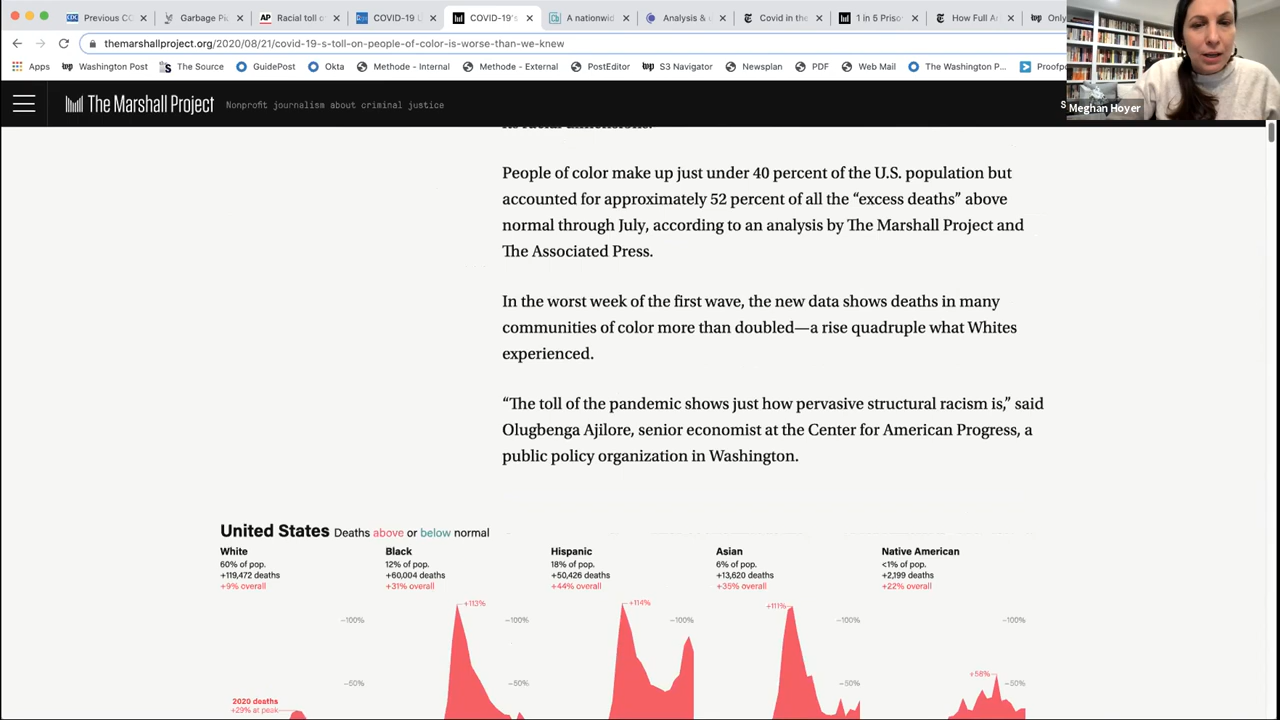 Previous CO
Garbage Pi
AP Racial toll o
COVID-19 U
COVID-19's
A nationwid
Analysis &
Covid in the
1 in 5 Priso
How Full Ar
Only
themarshallproject.org/2020/08/21/covid-19-s-toll-on-people-of-color-is-worse-than-we-knew
Apps Washington Post The Source GuidePost Okta Methode - Internal Methode - External PostEditor S3 Navigator Newsplan PDF Web Mail The Washington P... Proofpo
The Marshall Project Nonprofit journalism about criminal justice
Meghan Hoyer
its racial dimensions.
People of color make up just under 40 percent of the U.S. population but
accounted for approximately 52 percent of all the “excess deaths” above
normal through July, according to an analysis by The Marshall Project and
The Associated Press.
In the worst week of the first wave, the new data shows deaths in many
communities of color more than doubled—a rise quadruple what Whites
experienced.
“The toll of the pandemic shows just how pervasive structural racism is,” said
Olugbenga Ajilore, senior economist at the Center for American Progress, a
public policy organization in Washington.
United States Deaths above or below normal
White
60% of pop.
+119,472 deaths
+9% overall
Black
12% of pop.
+60,004 deaths
+31% overall
Hispanic
18% of pop.
+50,426 deaths
+44% overall
Asian
6% of pop.
+13,620 deaths
+35% overall
Native American
<1% of pop.
+2,199 deaths
+22% overall
+113%
+114%
+111%
−100% −100% −100% −100% −100%
+58%
−50% −50% −50% −50%
2020 deaths
+29% at peak